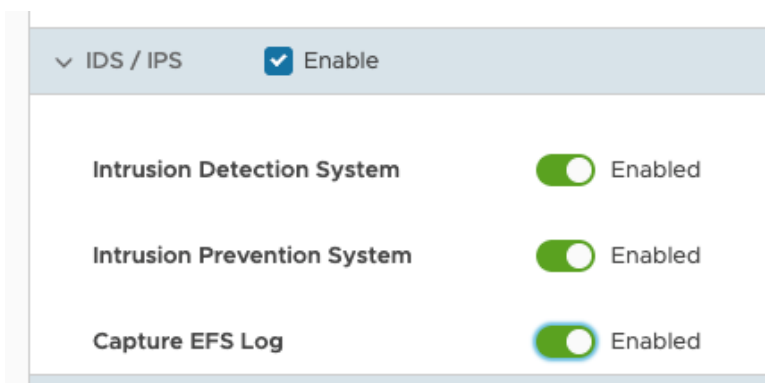 IDS / IPS Enable
Intrusion Detection System Enabled
Intrusion Prevention System Enabled
Capture EFS Log Enabled